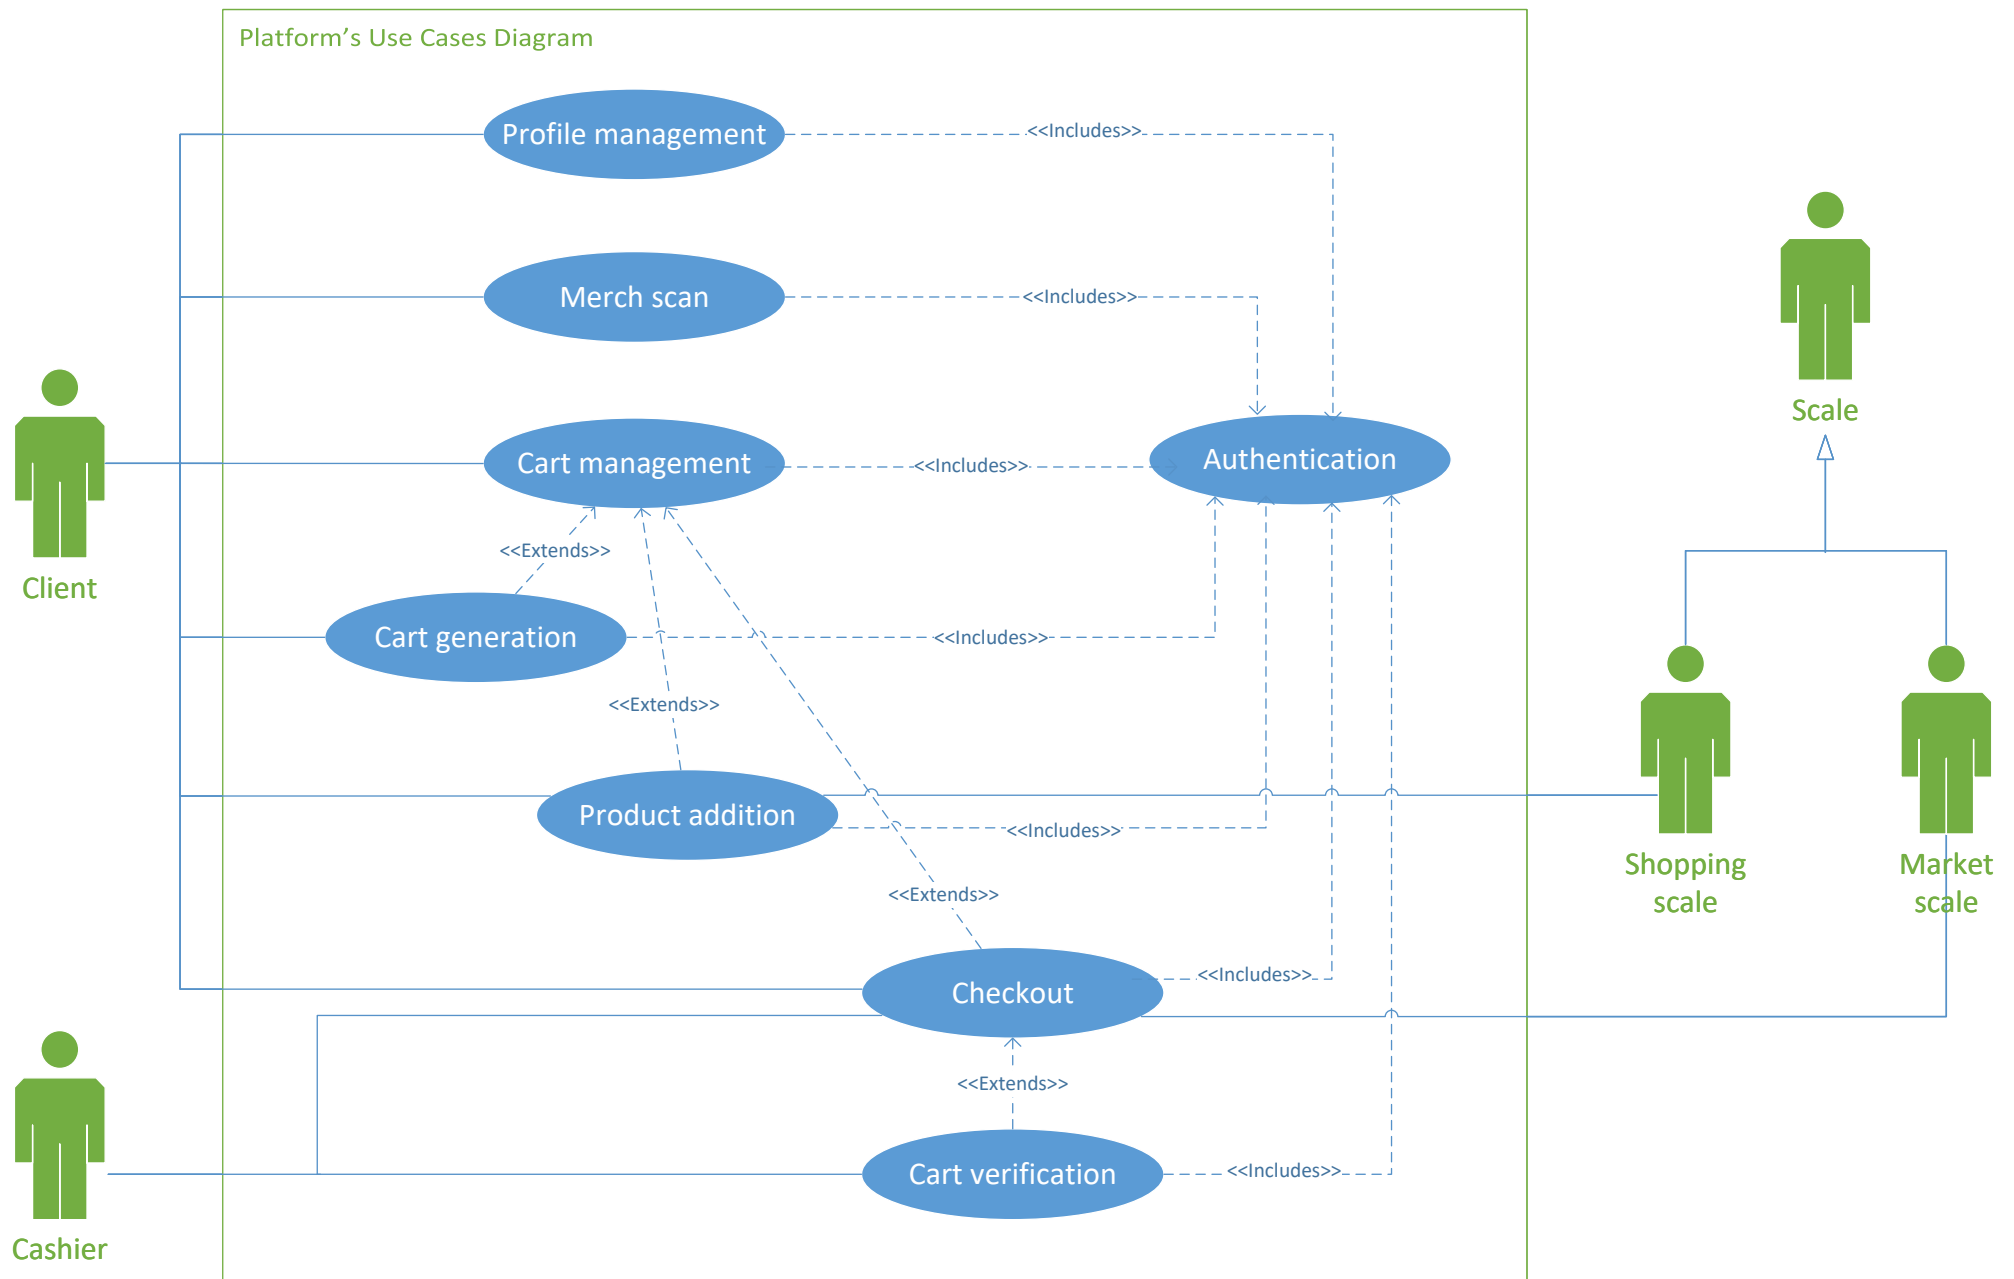 Platform's Use Cases Diagram
Profile management
<<Includes>>
Merch scan
<<Includes>>
Scale
Client
Cart management
<<Includes>>
Authentication
<<Extends>>
Cart generation
<<Includes>>
<<Extends>>
Product addition
<<Includes>>
Shopping
scale
Market
scale
<<Extends>>
Checkout
<<Includes>>
<<Extends>>
Cart verification
<<Includes>>
Cashier